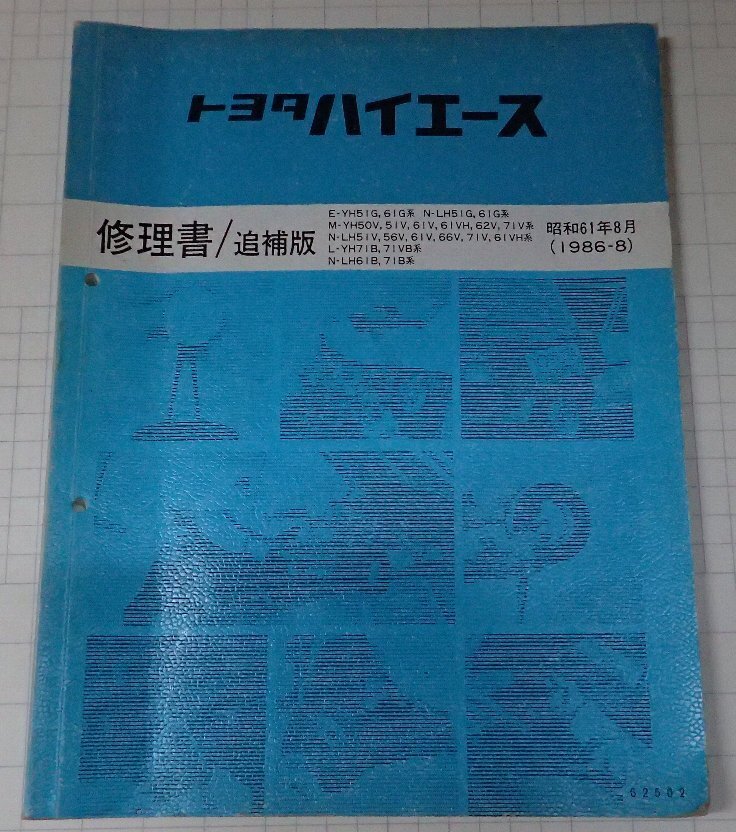 トヨタハイエース
修理書/追補版
E-YH51G, 61G系 N-LH51G, 61G系
M-YH50V, 51V, 61V, 61VH, 62V, 71V系
N-LH51V, 56V, 61V, 66V, 71V, 61VH系
L-YH71B, 71VB系
N-LH61B, 71B系
昭和61年8月
(1986-8)
62502